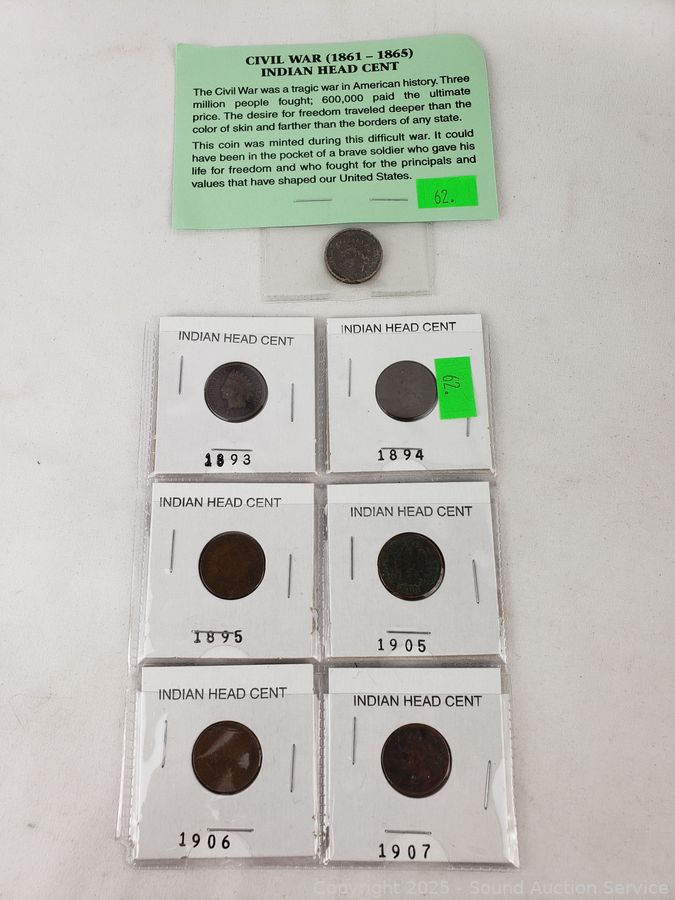 CIVIL WAR (1861 – 1865)
INDIAN HEAD CENT
The Civil War was a tragic war in American history. Three
million people fought; 600,000 paid the ultimate
price. The desire for freedom traveled deeper than the
color of skin and farther than the borders of any state.
This coin was minted during this difficult war. It could
have been in the pocket of a brave soldier who gave his
life for freedom and who fought for the principals and
values that have shaped our United States.
62.
INDIAN HEAD CENT
1893
INDIAN HEAD CENT
62.
1894
INDIAN HEAD CENT
1895
INDIAN HEAD CENT
1905
INDIAN HEAD CENT
1906
INDIAN HEAD CENT
1907
Copyright 2025 - Sound Auction Service